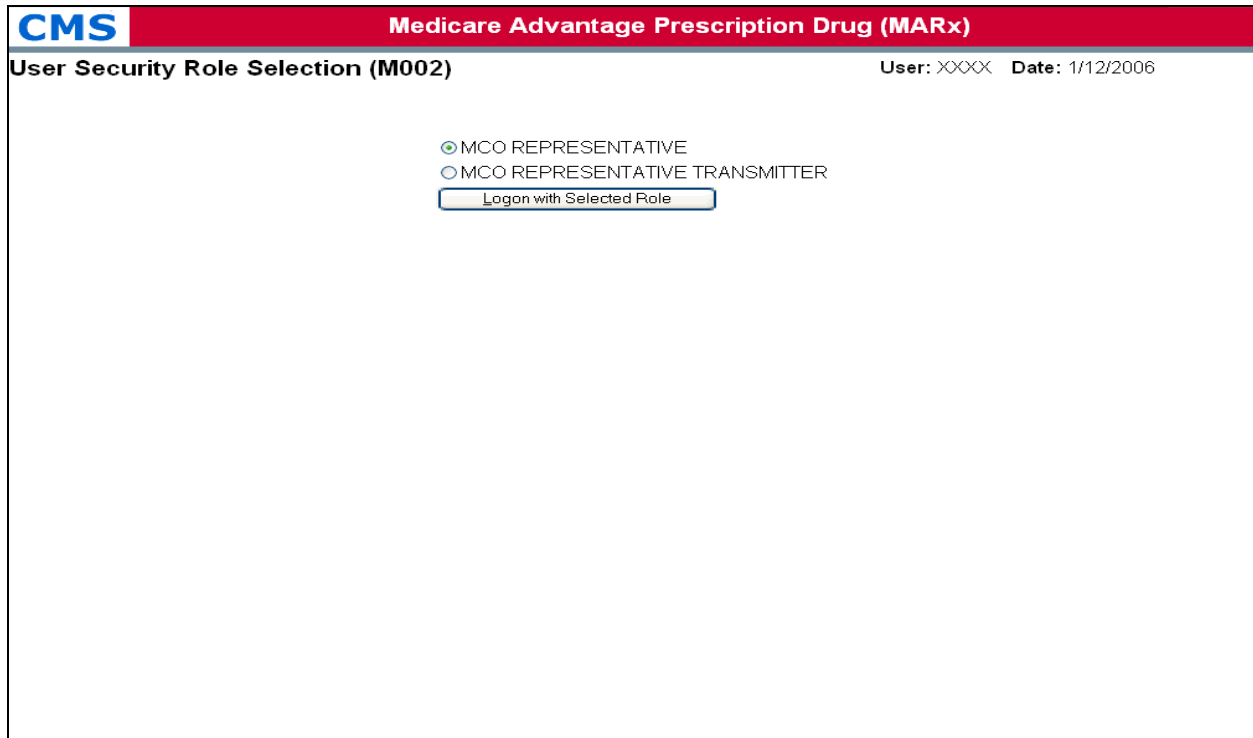 CMS
Medicare Advantage Prescription Drug (MARx)
User Security Role Selection (M002)
User: XXXX Date: 1/12/2006
MCO REPRESENTATIVE
MCO REPRESENTATIVE TRANSMITTER
Logon with Selected Role